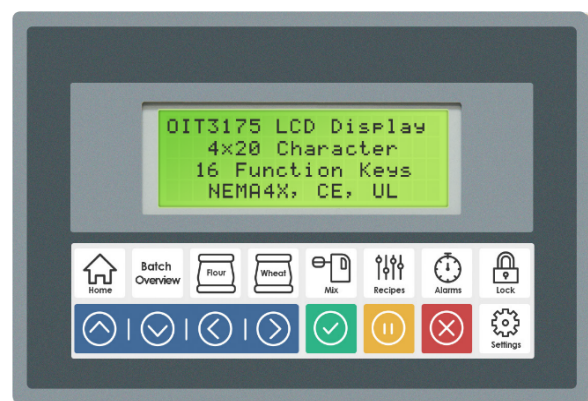 OIT3175 LCD Display
4x20 Character
16 Function Keys
NEMA4X, CE, UL
Home
Batch
Overview
Flour
Wheat
Mix
Recipes
Alarms
Lock
Settings